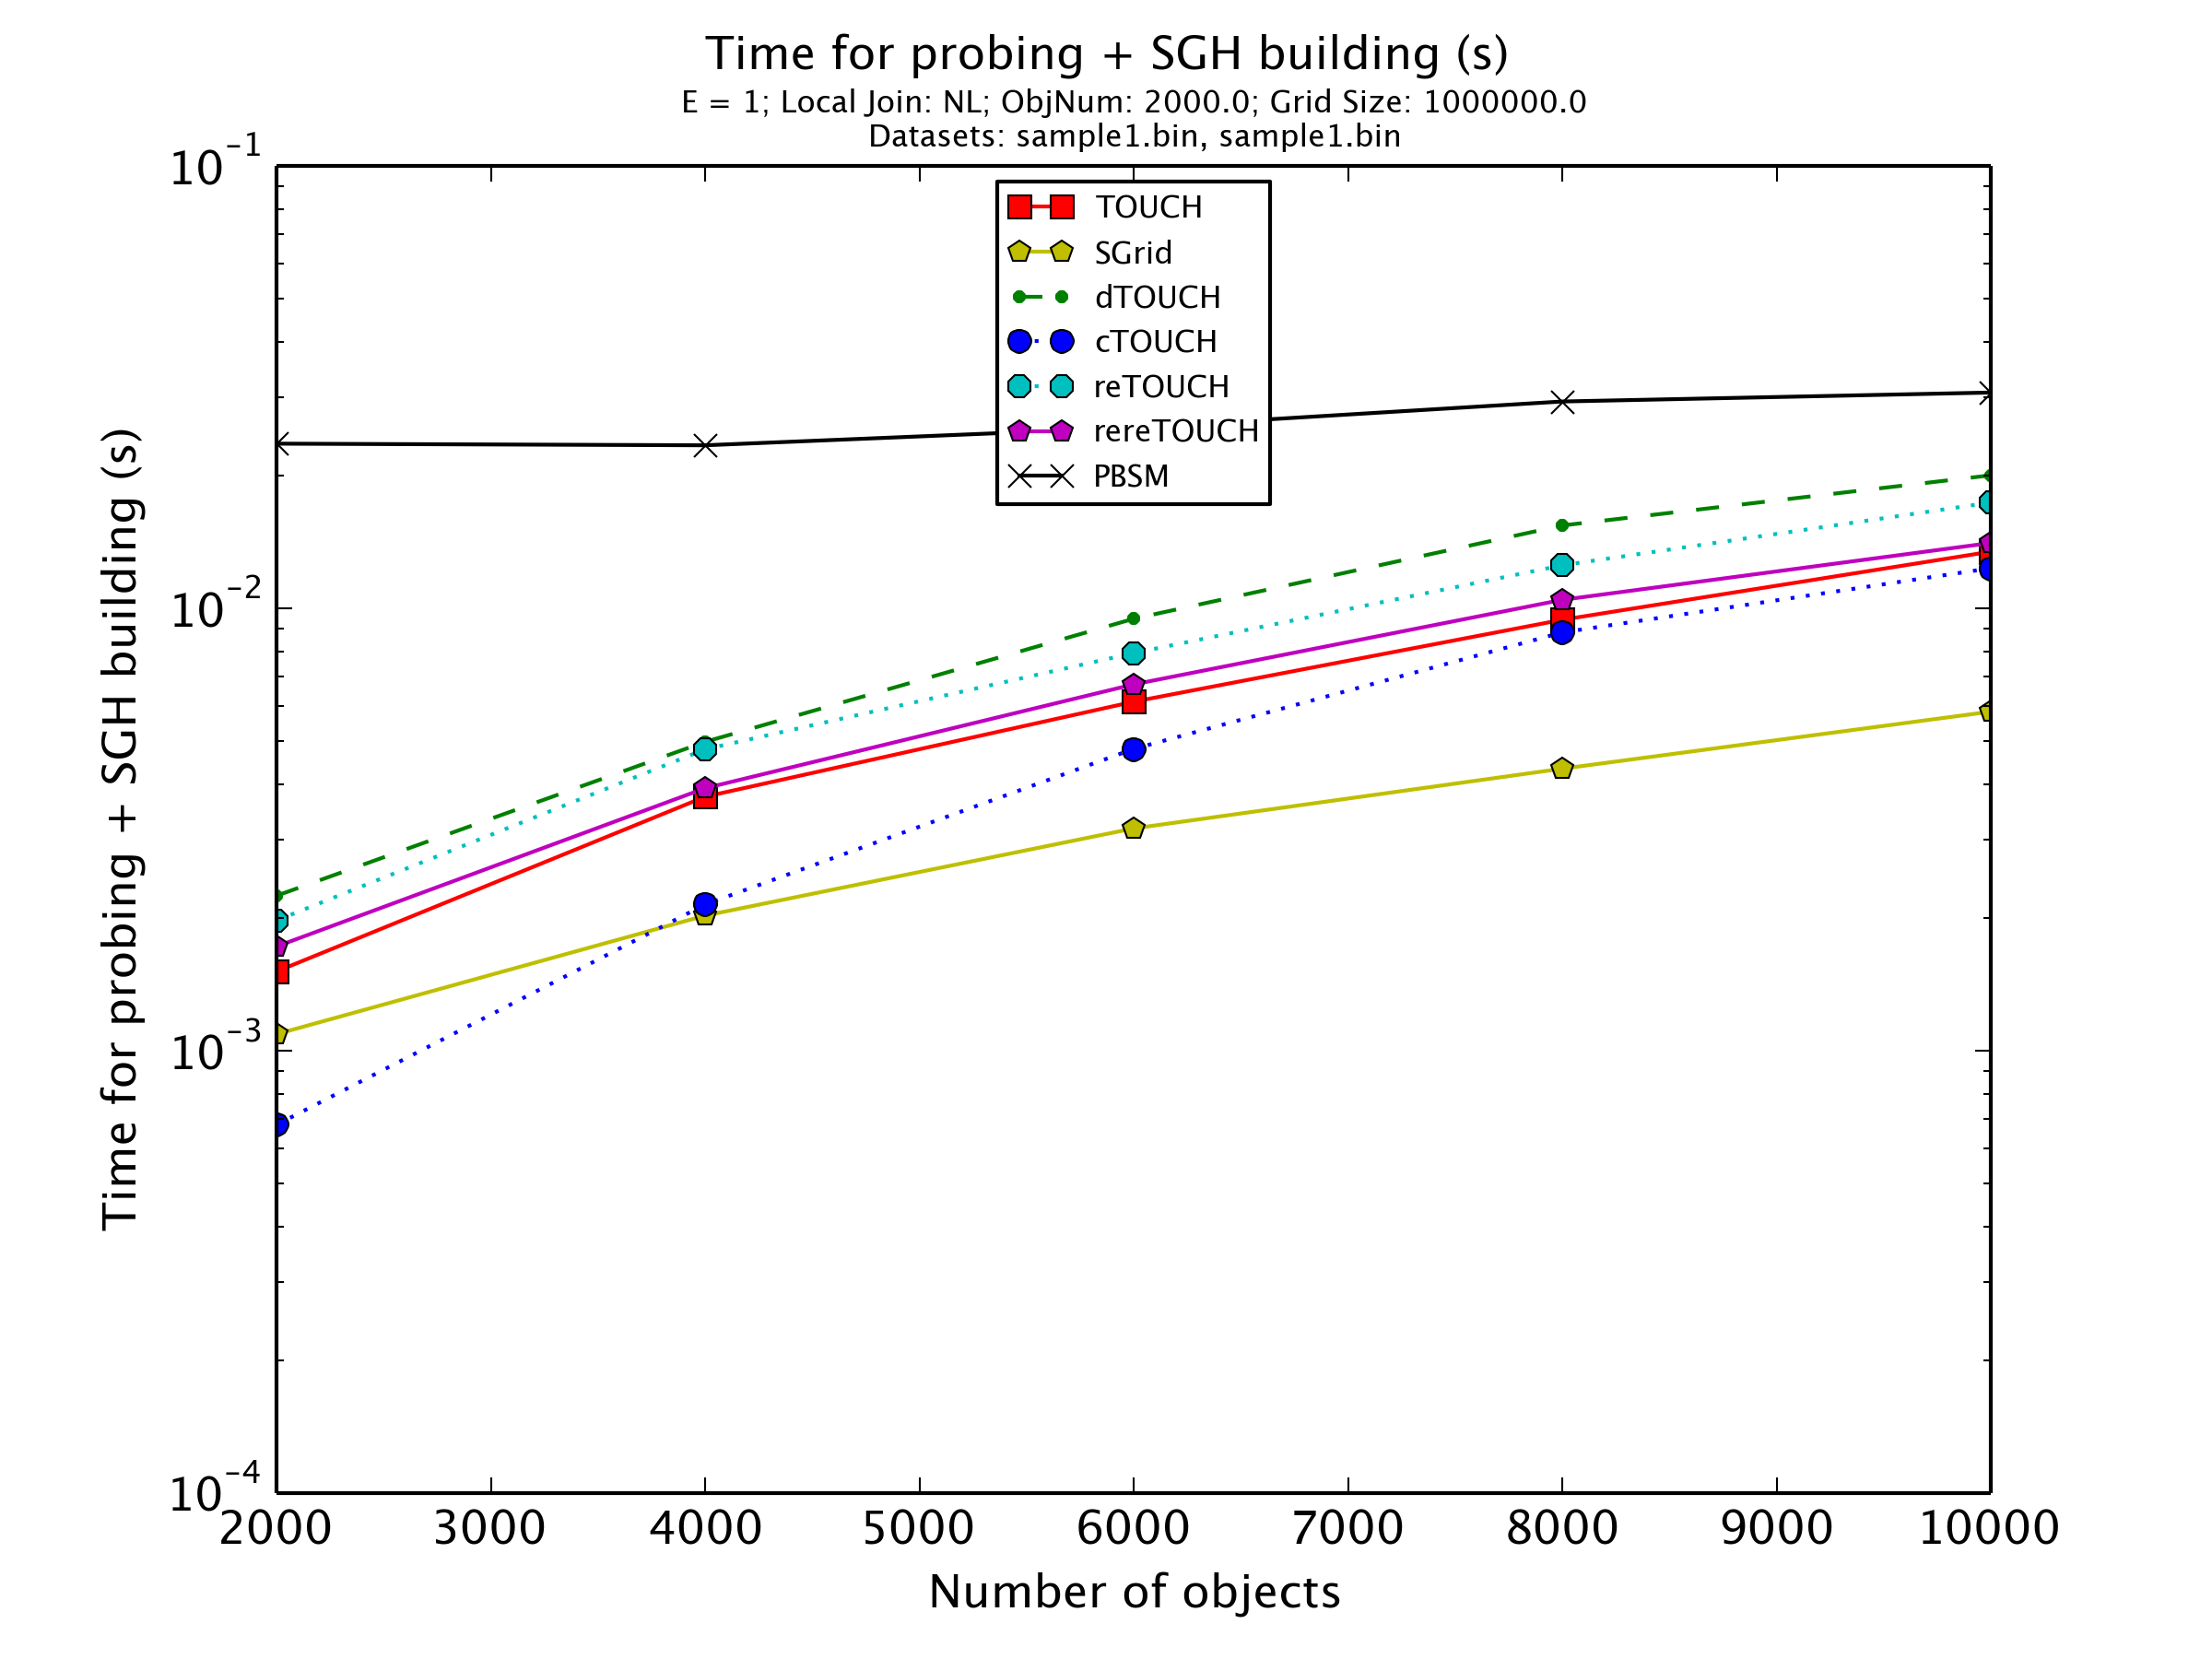 Time for probing + SGH building (s)
E = 1; Local Join: NL; ObjNum: 2000.0; Grid Size: 1000000.0
Datasets: sample1.bin, sample1.bin
10^-1
10^-2
10^-3
10^-4
Time for probing + SGH building (s)
TOUCH
SGrid
dTOUCH
cTOUCH
reTOUCH
rereTOUCH
PBSM
2000 3000 4000 5000 6000 7000 8000 9000 10000
Number of objects